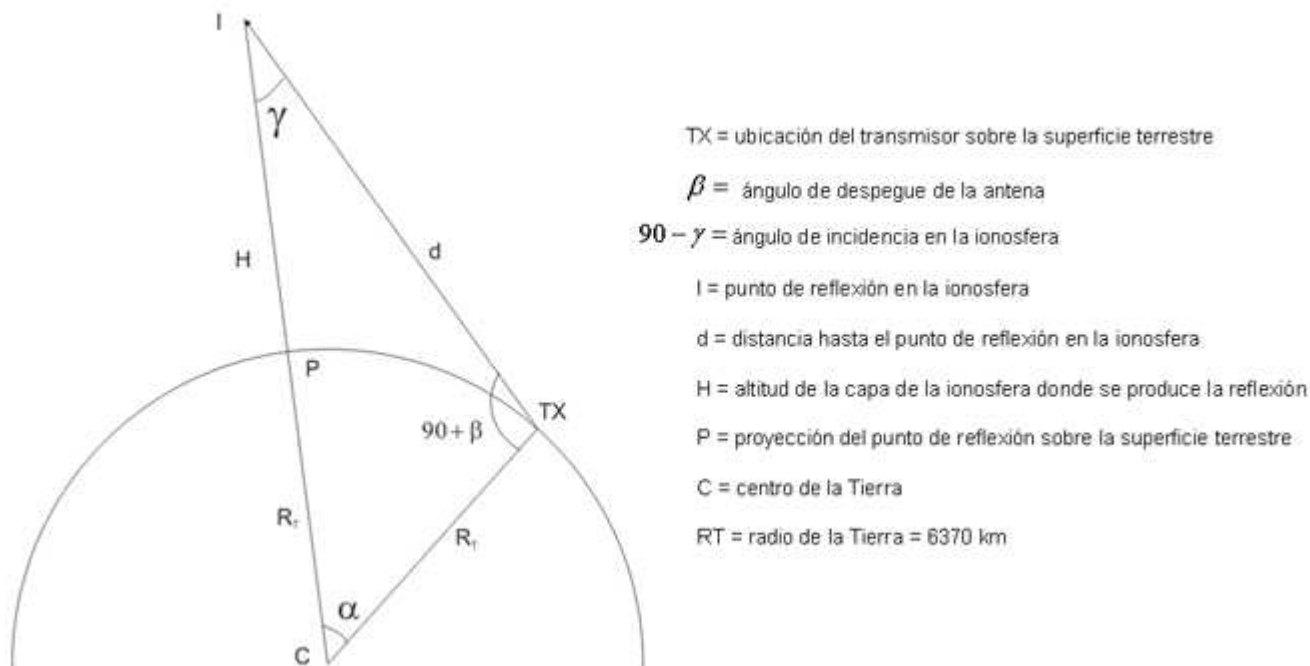 I
γ
H
d
P
TX
90 + β
R_T
R_T
α
C
TX = ubicación del transmisor sobre la superficie terrestre
β = ángulo de despegue de la antena
90 − γ = ángulo de incidencia en la ionosfera
I = punto de reflexión en la ionosfera
d = distancia hasta el punto de reflexión en la ionosfera
H = altitud de la capa de la ionosfera donde se produce la reflexión
P = proyección del punto de reflexión sobre la superficie terrestre
C = centro de la Tierra
RT = radio de la Tierra = 6370 km